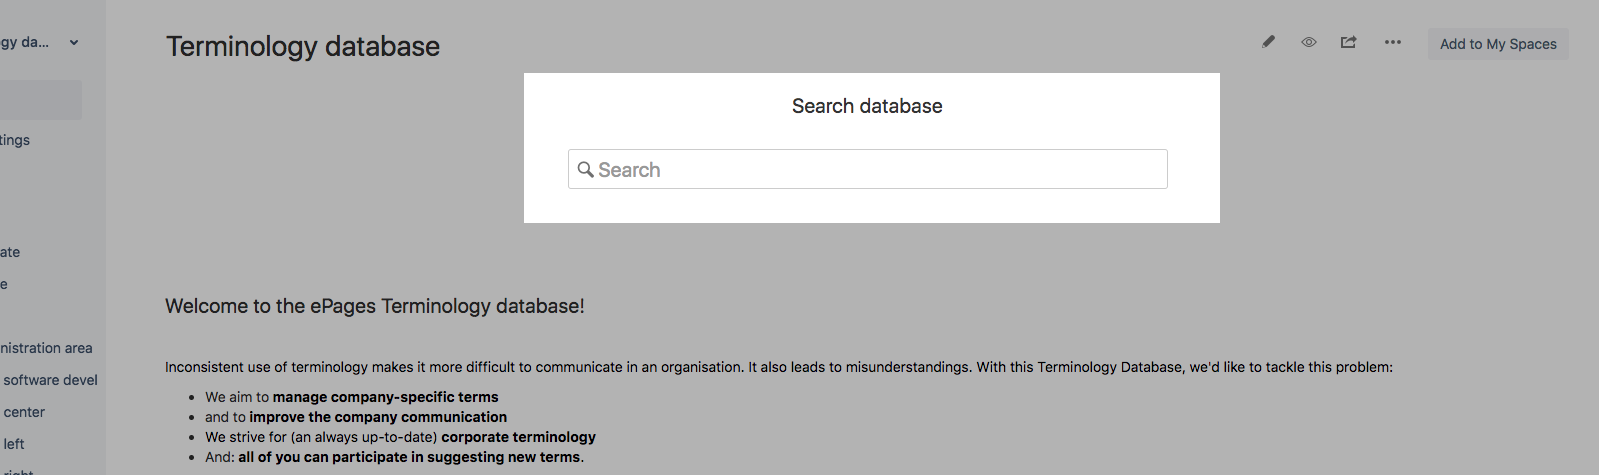 gy da...
Terminology database
Add to My Spaces
Search database
Search
tings
ate
e
Welcome to the ePages Terminology database!
nistration area
Inconsistent use of terminology makes it more difficult to communicate in an organisation. It also leads to misunderstandings. With this Terminology Database, we'd like to tackle this problem:
software devel
We aim to manage company-specific terms
center
and to improve the company communication
left
We strive for (an always up-to-date) corporate terminology
And: all of you can participate in suggesting new terms.
right